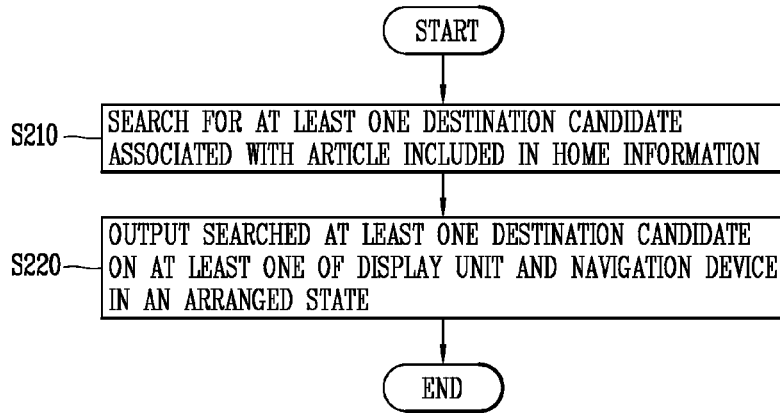 START
S210
SEARCH FOR AT LEAST ONE DESTINATION CANDIDATE
ASSOCIATED WITH ARTICLE INCLUDED IN HOME INFORMATION
S220
OUTPUT SEARCHED AT LEAST ONE DESTINATION CANDIDATE
ON AT LEAST ONE OF DISPLAY UNIT AND NAVIGATION DEVICE
IN AN ARRANGED STATE
END